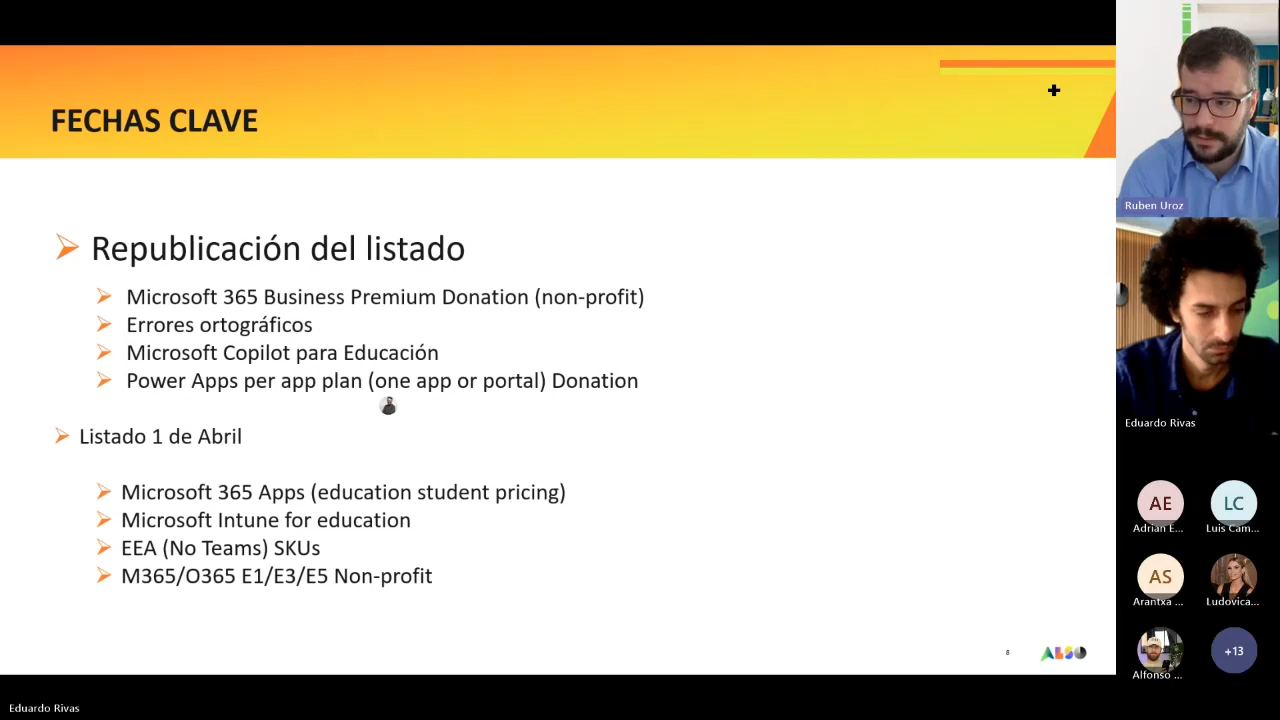 FECHAS CLAVE
Republicación del listado
Microsoft 365 Business Premium Donation (non-profit)
Errores ortográficos
Microsoft Copilot para Educación
Power Apps per app plan (one app or portal) Donation
Listado 1 de Abril
Microsoft 365 Apps (education student pricing)
Microsoft Intune for education
EEA (No Teams) SKUs
M365/O365 E1/E3/E5 Non-profit
8
ALSO
Ruben Uroz
Eduardo Rivas
AE
LC
Adrian E...
Luis Cam...
AS
Arantxa ...
Ludovica...
+13
Alfonso ...
Eduardo Rivas